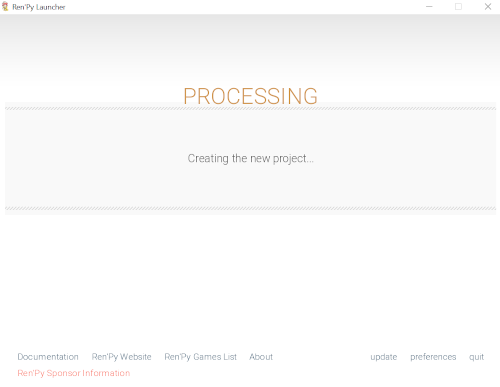 Ren'Py Launcher
PROCESSING
Creating the new project...
Documentation Ren'Py Website Ren'Py Games List About update preferences quit
Ren'Py Sponsor Information